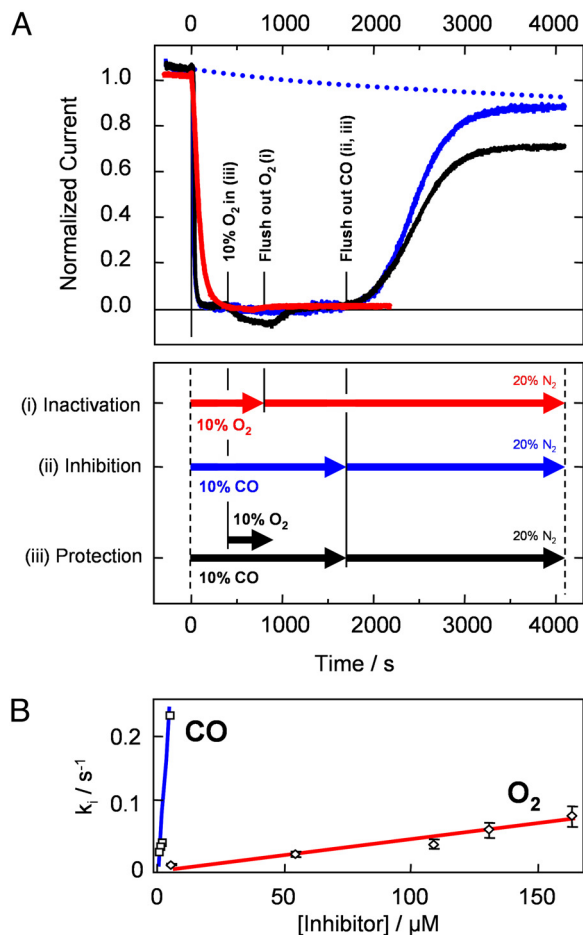 A
0 1000 2000 3000 4000
Normalized Current
1.0
0.8
0.6
0.4
0.2
0.0
10% O₂ in (iii)
Flush out O₂ (i)
Flush out CO (ii, iii)
(i) Inactivation
20% N₂
10% O₂
(ii) Inhibition
20% N₂
10% CO
10% O₂
(iii) Protection
20% N₂
10% CO
0 1000 2000 3000 4000
Time / s
B
kᵢ / s⁻¹
0.2
0.1
0
CO
O₂
0 50 100 150
[Inhibitor] / µM